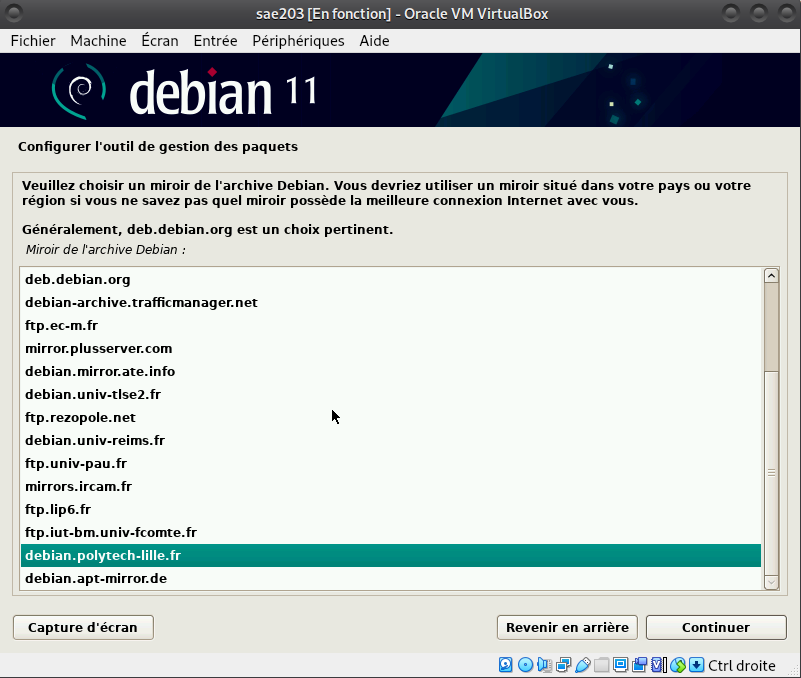 sae203 [En fonction] - Oracle VM VirtualBox
Fichier Machine Écran Entrée Périphériques Aide
debian 11
Configurer l'outil de gestion des paquets
Veuillez choisir un miroir de l'archive Debian. Vous devriez utiliser un miroir situé dans votre pays ou votre
région si vous ne savez pas quel miroir possède la meilleure connexion Internet avec vous.
Généralement, deb.debian.org est un choix pertinent.
Miroir de l'archive Debian :
deb.debian.org
debian-archive.trafficmanager.net
ftp.ec-m.fr
mirror.plusserver.com
debian.mirror.ate.info
debian.univ-tlse2.fr
ftp.rezopole.net
debian.univ-reims.fr
ftp.univ-pau.fr
mirrors.ircam.fr
ftp.lip6.fr
ftp.iut-bm.univ-fcomte.fr
debian.polytech-lille.fr
debian.apt-mirror.de
Capture d'écran Revenir en arrière Continuer
Ctrl droite